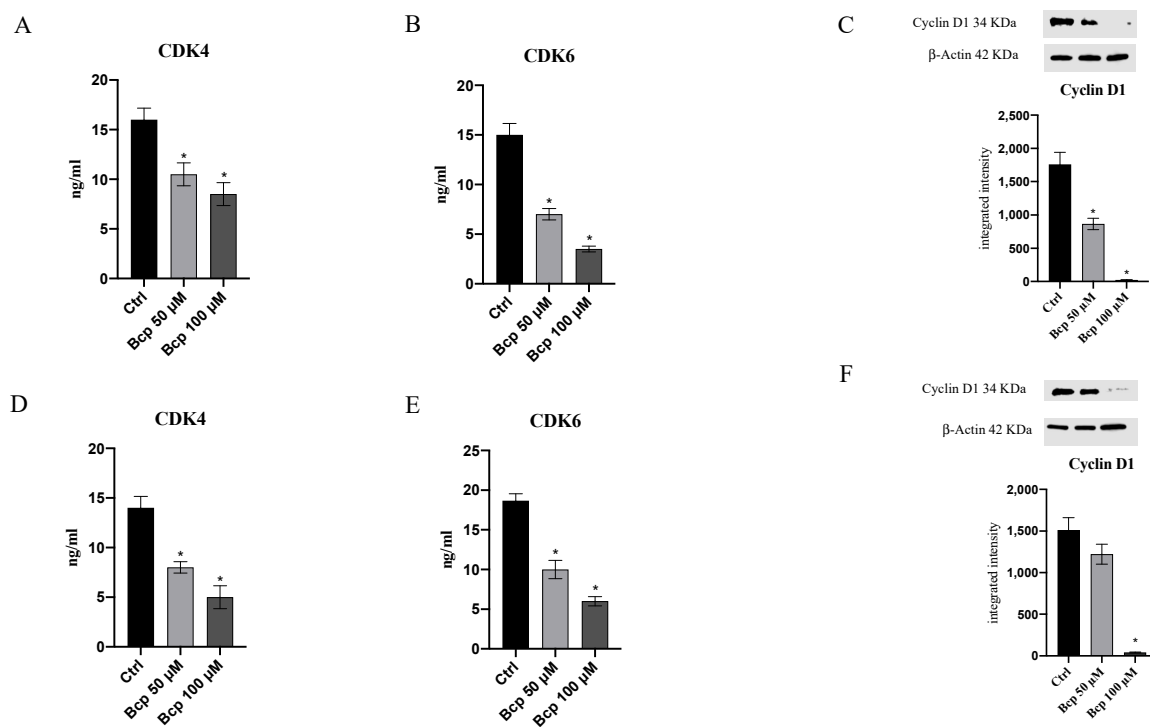 A
CDK4
ng/ml
20
15
10
5
0
*
*
Ctrl
Bcp 50 µM
Bcp 100 µM
B
CDK6
ng/ml
20
15
10
5
0
*
*
Ctrl
Bcp 50 µM
Bcp 100 µM
C
Cyclin D1 34 KDa
β-Actin 42 KDa
Cyclin D1
integrated intensity
2,500
2,000
1,500
1,000
500
0
*
*
Ctrl
Bcp 50 µM
Bcp 100 µM
D
CDK4
ng/ml
20
15
10
5
0
*
*
Ctrl
Bcp 50 µM
Bcp 100 µM
E
CDK6
ng/ml
25
20
15
10
5
0
*
*
Ctrl
Bcp 50 µM
Bcp 100 µM
F
Cyclin D1 34 KDa
β-Actin 42 KDa
Cyclin D1
integrated intensity
2,000
1,500
1,000
500
0
*
Ctrl
Bcp 50 µM
Bcp 100 µM